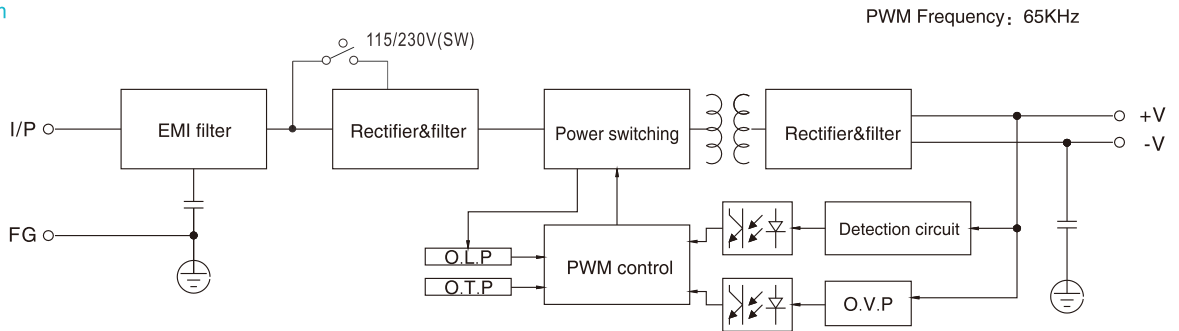 PWM Frequency：65KHz
115/230V(SW)
I/P
EMI filter
Rectifier&filter
Power switching
Rectifier&filter
+V
-V
FG
O.L.P
O.T.P
PWM control
Detection circuit
O.V.P